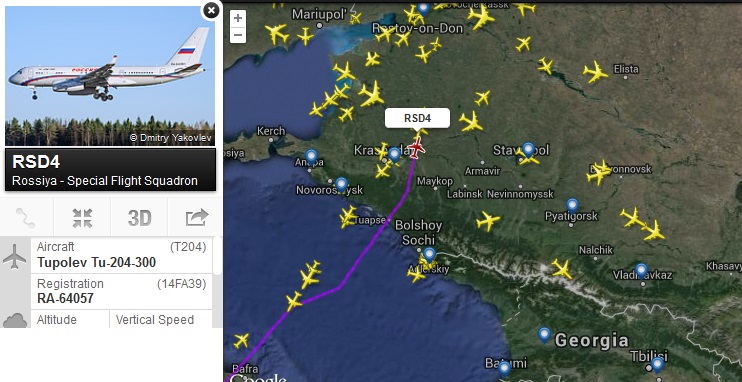 © Dmitry Yakovlev
RSD4
Rossiya - Special Flight Squadron
3D
Aircraft (T204)
Tupolev Tu-204-300
Registration (14FA39)
RA-64057
Altitude Vertical Speed
+
−
Mariupol'
Rostov-on-Don
Elista
RSD4
Kerch
Anapa
Novorossiysk
Stavropol
Armavir
Maykop
Labinsk
Nevinnomyssk
Tuapse
Pyatigorsk
Bolshoy
Sochi
Nalchik
Adlerskiy
Vladikavkaz
Khasavy
Georgia
Batumi
Tbilisi
Bafra
Google